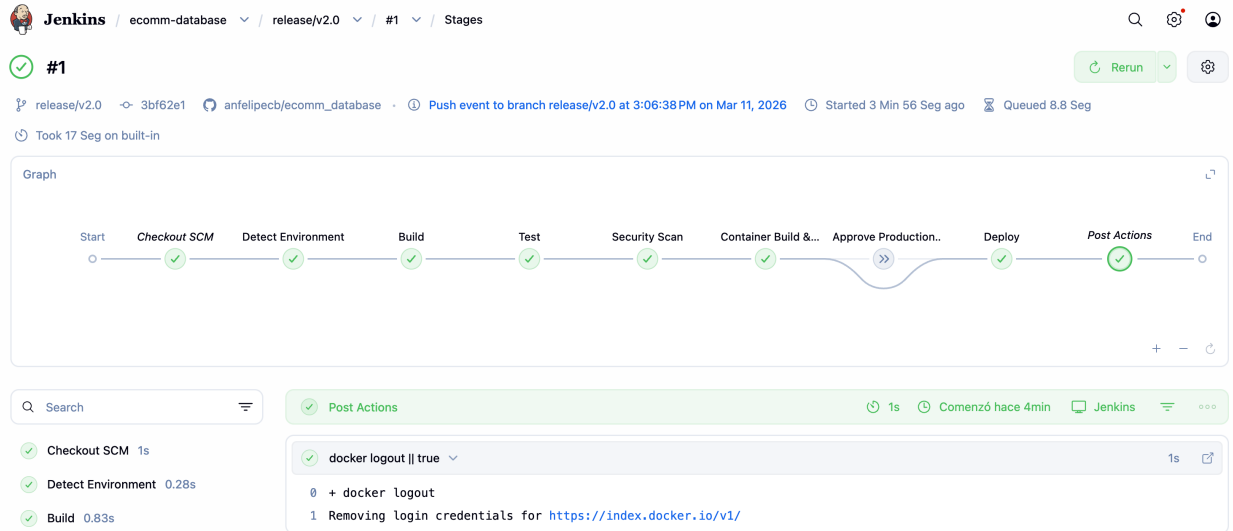 Jenkins / ecomm-database / release/v2.0 / #1 / Stages
#1
Rerun
release/v2.0 3bf62e1 anfelipecb/ecomm_database Push event to branch release/v2.0 at 3:06:38 PM on Mar 11, 2026 Started 3 Min 56 Seg ago Queued 8.8 Seg
Took 17 Seg on built-in
Graph
Start Checkout SCM Detect Environment Build Test Security Scan Container Build &... Approve Production.. Deploy Post Actions End
Search
Post Actions 1s Comenzó hace 4min Jenkins
Checkout SCM 1s
docker logout || true 1s
Detect Environment 0.28s
0 + docker logout
1 Removing login credentials for https://index.docker.io/v1/
Build 0.83s